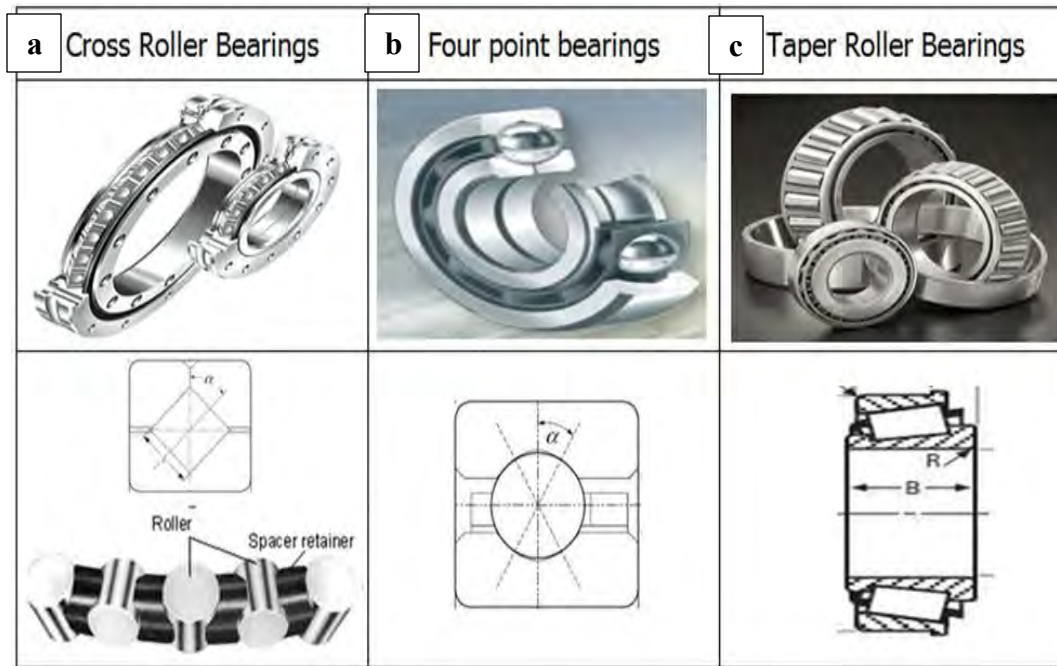 a Cross Roller Bearings
b Four point bearings
c Taper Roller Bearings
α
Roller
Spacer retainer
α
R
B